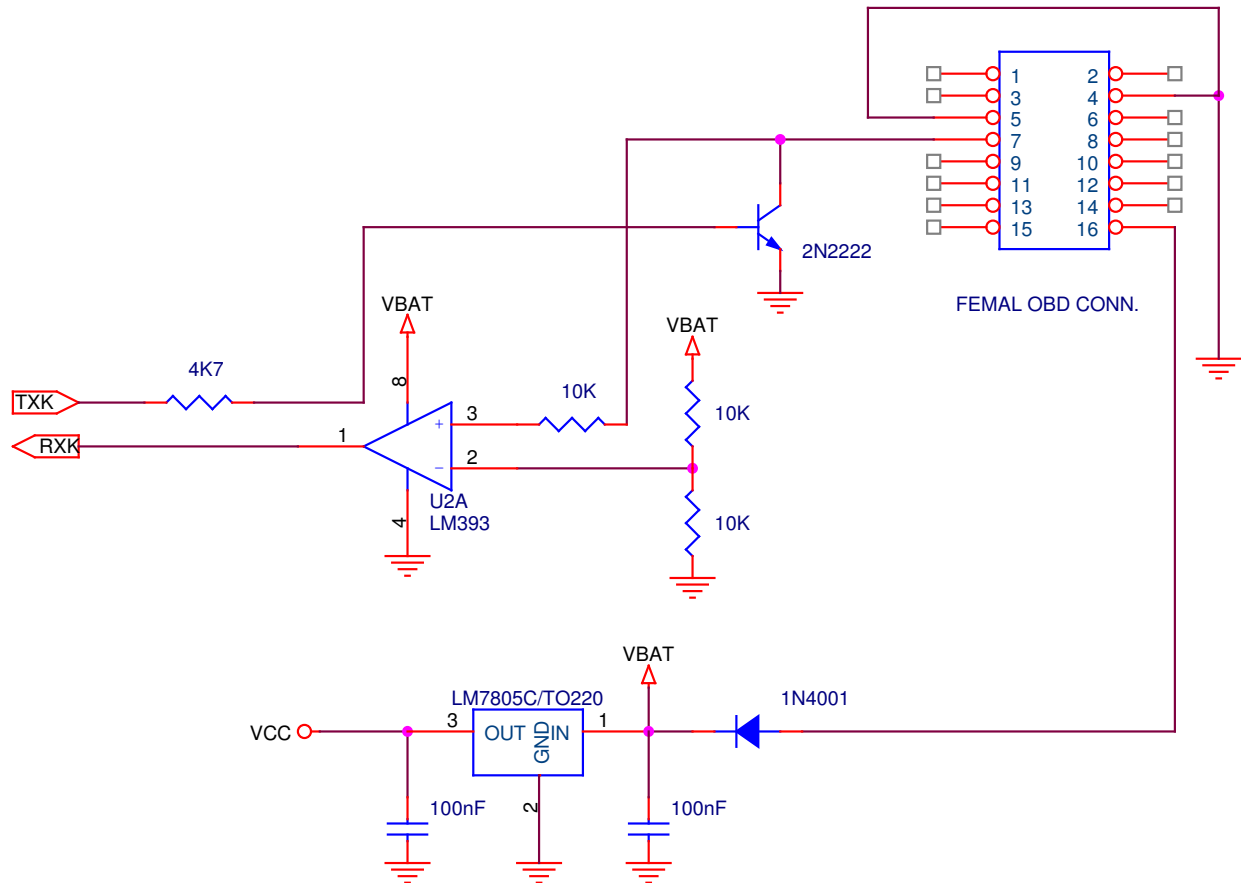 1
2
3
4
5
6
7
8
9
10
11
12
13
14
15
16
2N2222
FEMAL OBD CONN.
VBAT
VBAT
4K7
TXK
8
10K
10K
3
RXK
1
+
2
−
U2A
LM393
4
10K
VBAT
LM7805C/TO220
1N4001
VCC
3
OUT
GND
IN
1
2
100nF
100nF